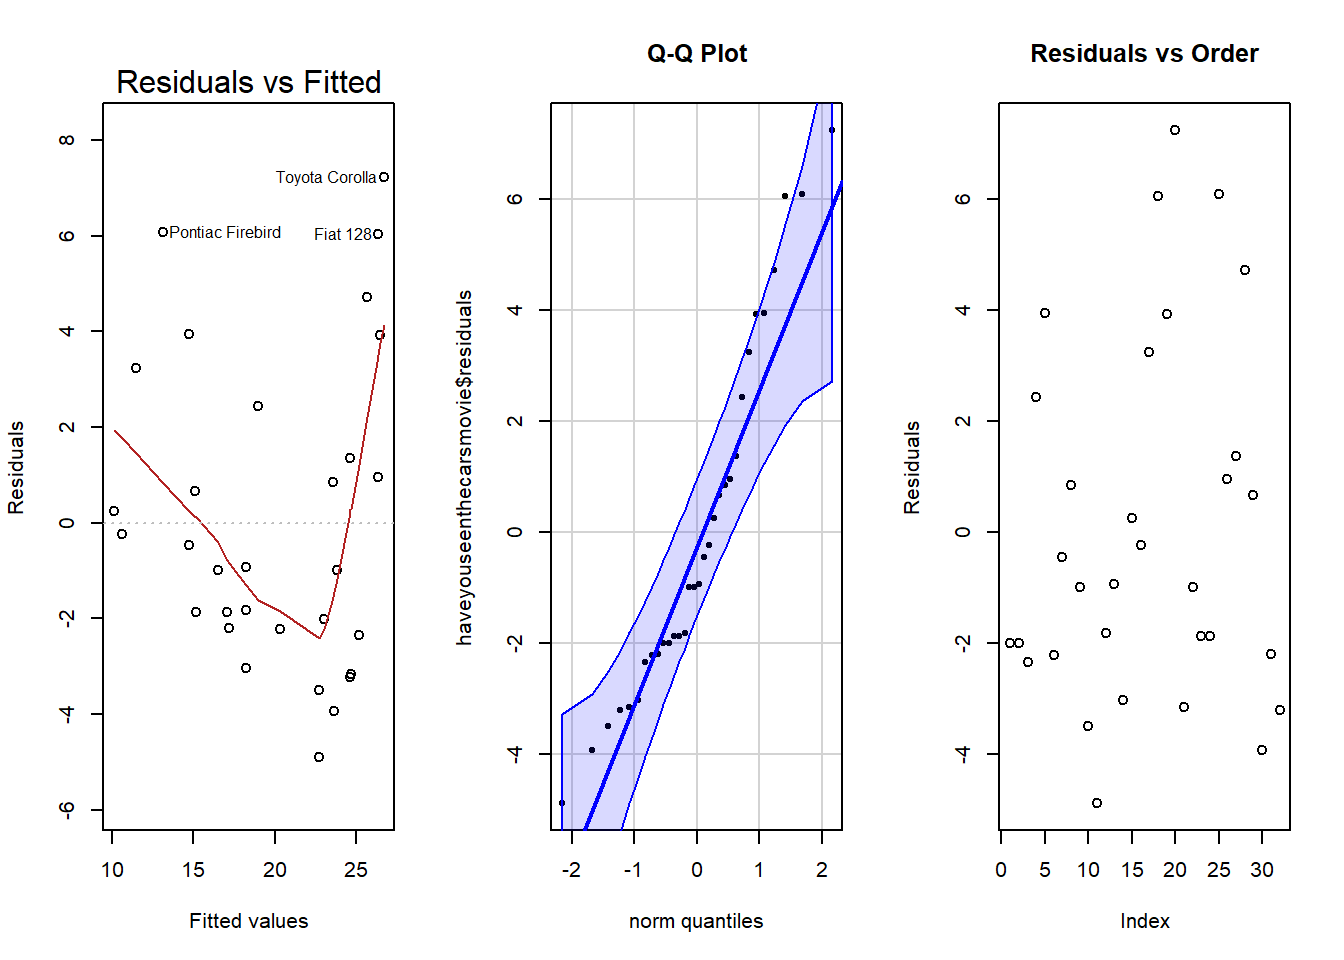 Residuals vs Fitted
Residuals
8
6
4
2
0
-2
-4
-6
Toyota Corolla
Pontiac Firebird
Fiat 128
10 15 20 25
Fitted values
Q-Q Plot
haveyouseenthecarsmovie$residuals
6
4
2
0
-2
-4
-2 -1 0 1 2
norm quantiles
Residuals vs Order
Residuals
6
4
2
0
-2
-4
0 5 10 15 20 25 30
Index